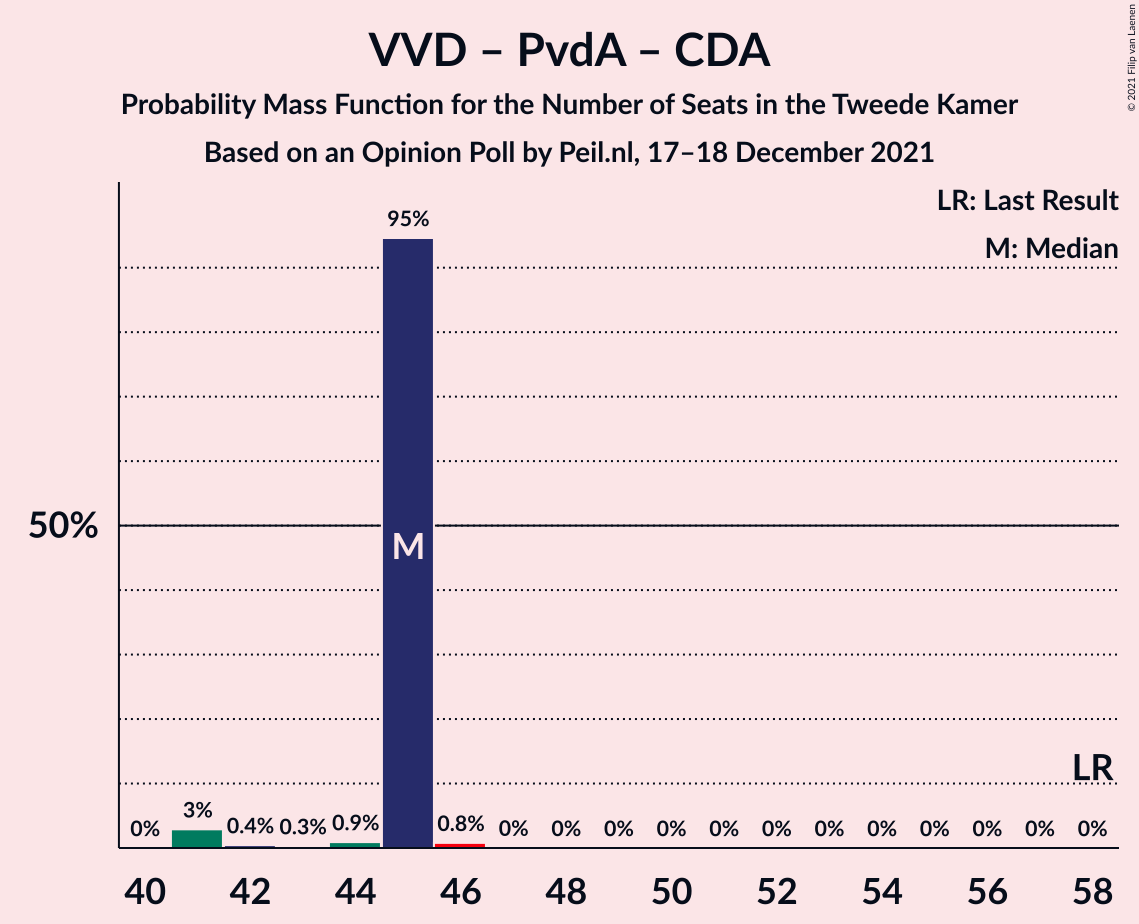 VVD – PvdA – CDA
Probability Mass Function for the Number of Seats in the Tweede Kamer
Based on an Opinion Poll by Peil.nl, 17–18 December 2021
© 2021 Filip van Laenen
LR: Last Result
M: Median
95%
50%
M
LR
0% 3% 0.4% 0.3% 0.9% 0.8% 0% 0% 0% 0% 0% 0% 0% 0% 0% 0% 0% 0%
40 42 44 46 48 50 52 54 56 58